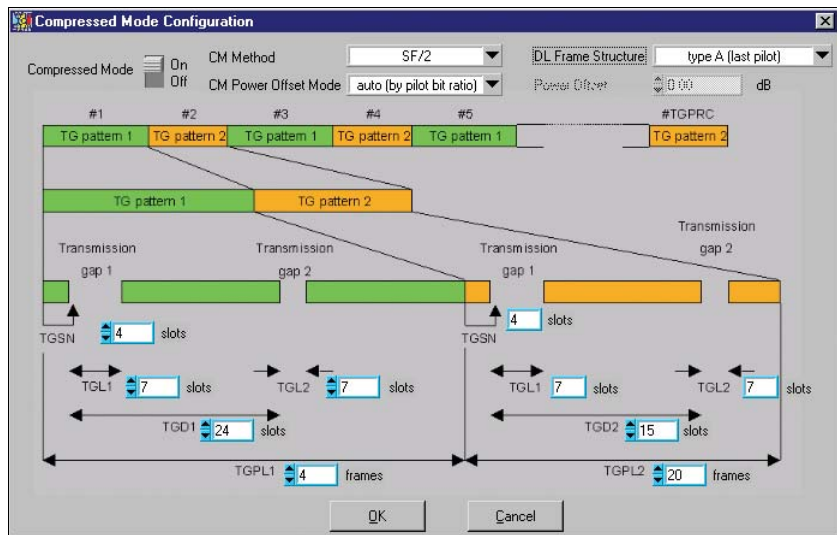 Compressed Mode Configuration
Compressed Mode On Off
CM Method SF/2
DL Frame Structure type A (last pilot)
CM Power Offset Mode auto (by pilot bit ratio)
Power Offset 0.00 dB
#1 #2 #3 #4 #5 #TGPRC
TG pattern 1 TG pattern 2 TG pattern 1 TG pattern 2 TG pattern 1 TG pattern 2
TG pattern 1 TG pattern 2
Transmission gap 1
Transmission gap 2
Transmission gap 1
Transmission gap 2
TGSN 4 slots
TGSN 4 slots
TGL1 7 slots
TGL2 7 slots
TGL1 7 slots
TGL2 7 slots
TGD1 24 slots
TGD2 15 slots
TGPL1 4 frames
TGPL2 20 frames
OK Cancel